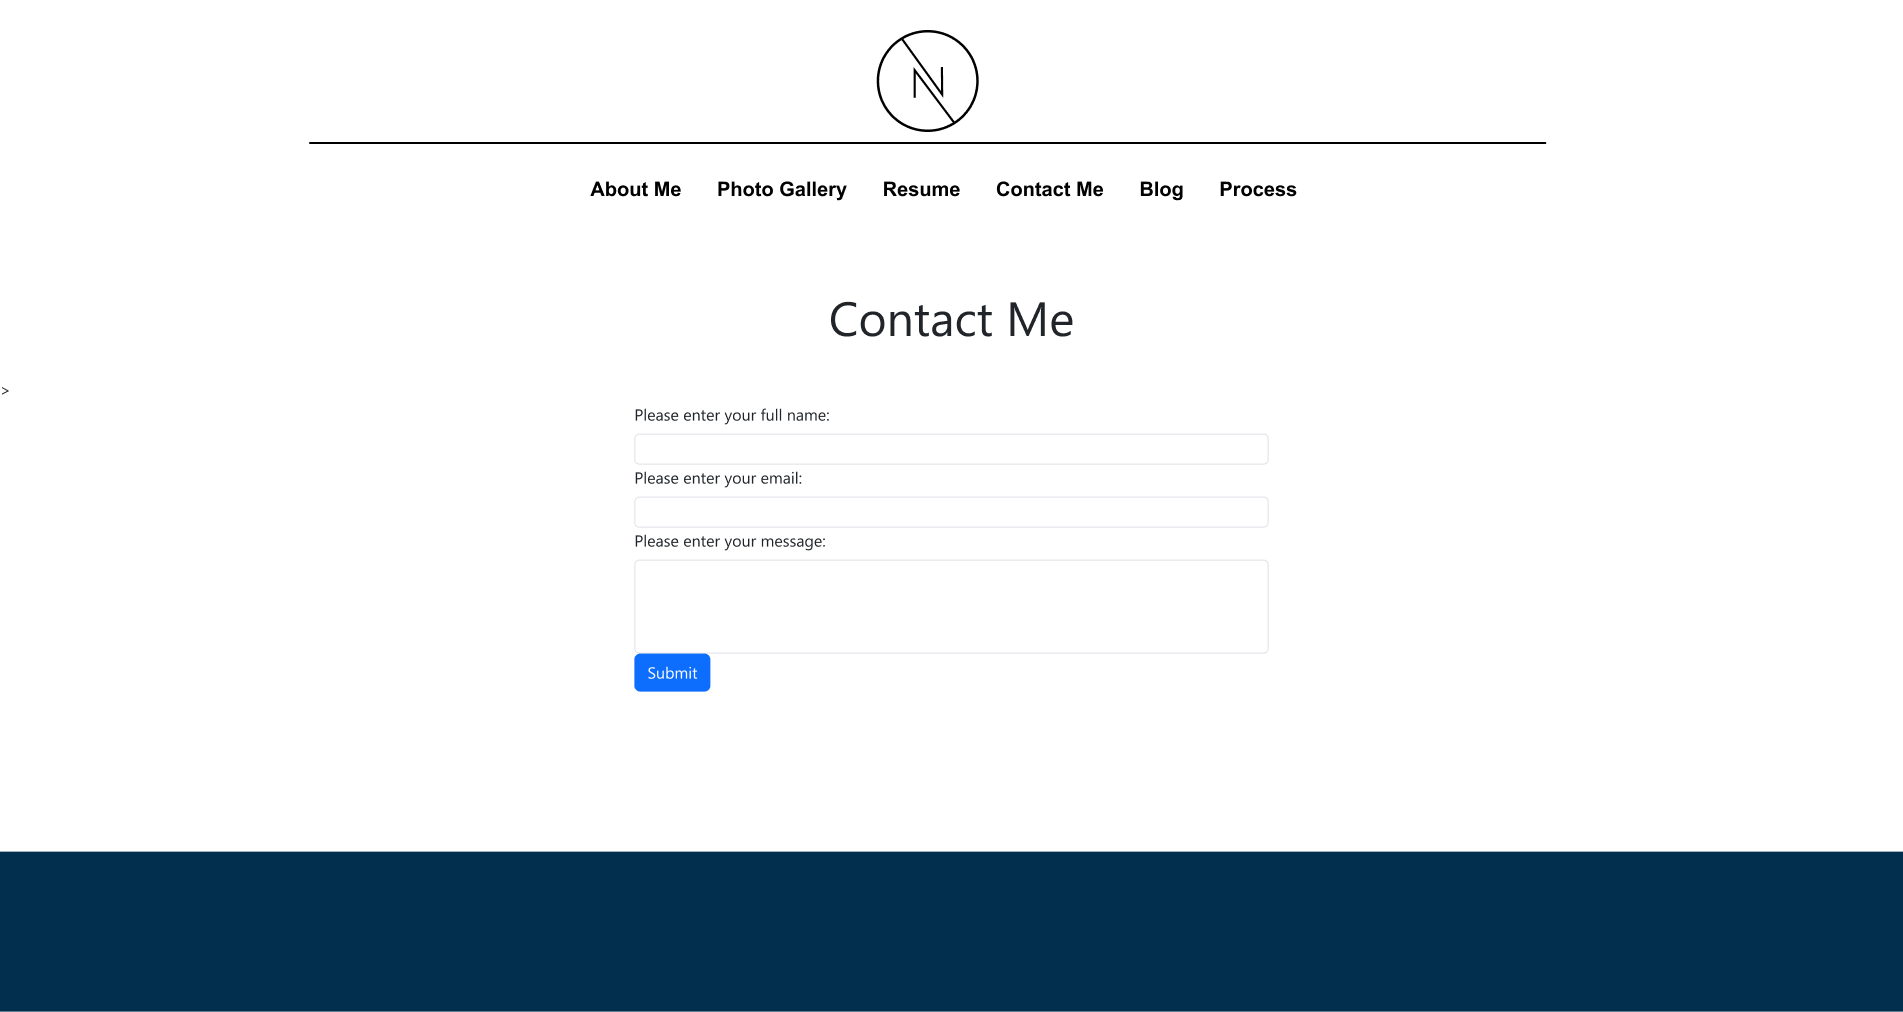 N
About Me Photo Gallery Resume Contact Me Blog Process
Contact Me
>
Please enter your full name:
Please enter your email:
Please enter your message:
Submit